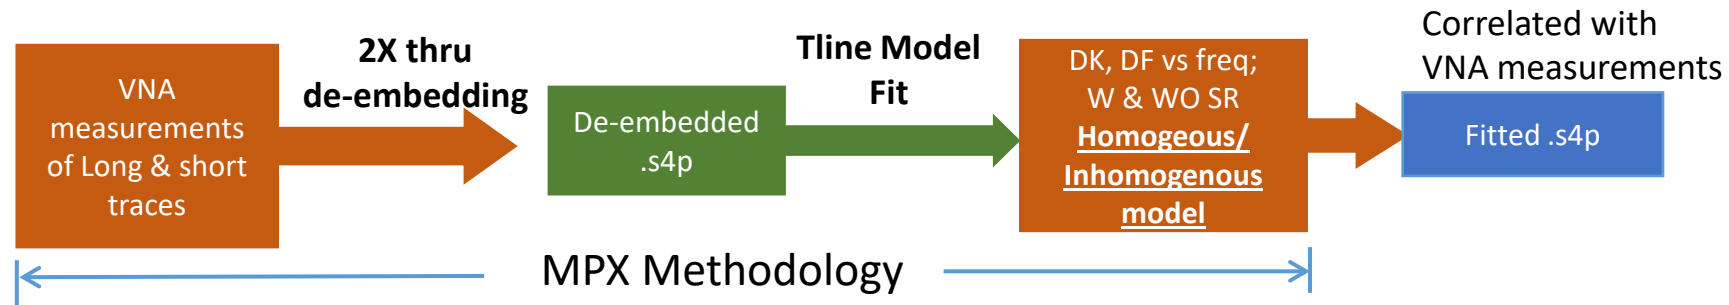 VNA
measurements
of Long & short
traces
2X thru
de-embedding
De-embedded
.s4p
Tline Model
Fit
DK, DF vs freq;
W & WO SR
Homogeous/
Inhomogenous
model
Correlated with
VNA measurements
Fitted .s4p
MPX Methodology